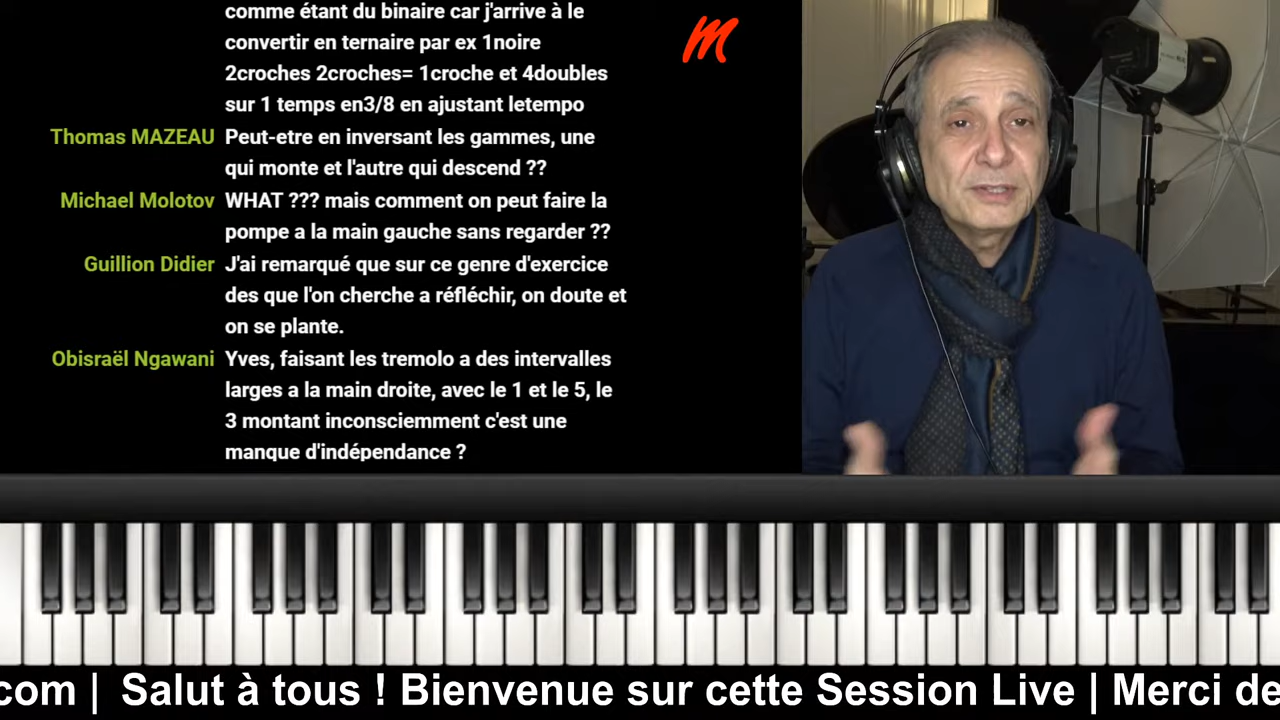 comme étant du binaire car j'arrive à le
convertir en ternaire par ex 1noire
2croches 2croches= 1croche et 4doubles
sur 1 temps en3/8 en ajustant letempo
Thomas MAZEAU Peut-etre en inversant les gammes, une
qui monte et l'autre qui descend ??
Michael Molotov WHAT ??? mais comment on peut faire la
pompe a la main gauche sans regarder ??
Guillion Didier J'ai remarqué que sur ce genre d'exercice
des que l'on cherche a réfléchir, on doute et
on se plante.
Obisraël Ngawani Yves, faisant les tremolo a des intervalles
larges a la main droite, avec le 1 et le 5, le
3 montant inconsciemment c'est une
manque d'indépendance ?
m
.com | Salut à tous ! Bienvenue sur cette Session Live | Merci de